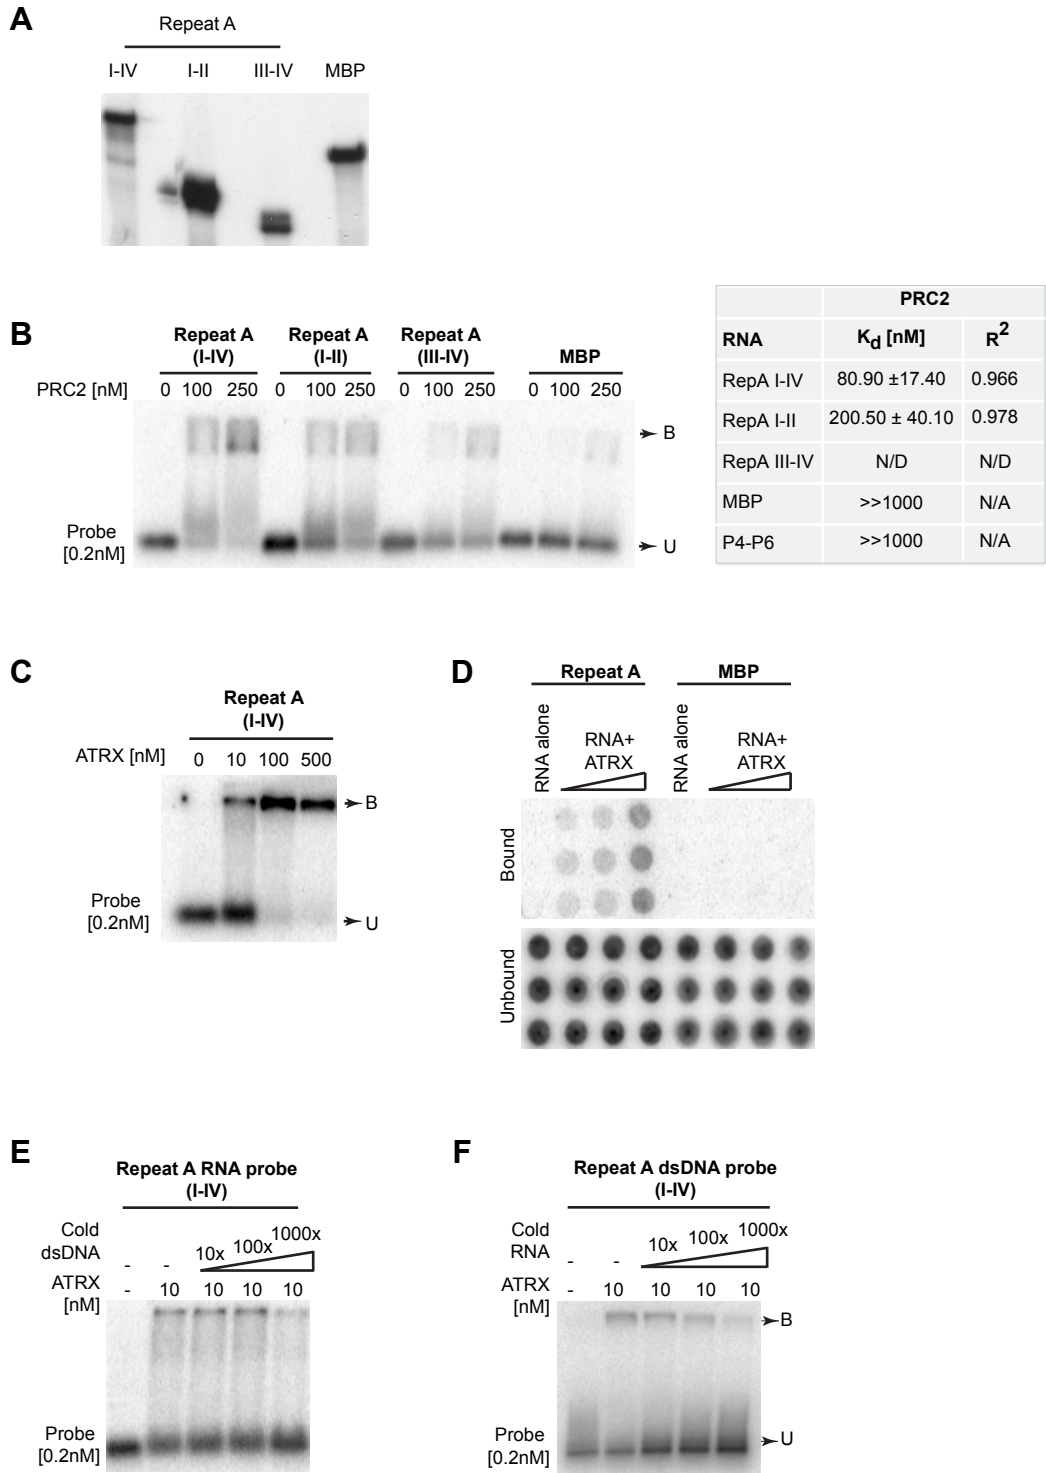 A
Repeat A
I-IV I-II III-IV MBP
B
Repeat A (I-IV) Repeat A (I-II) Repeat A (III-IV) MBP
PRC2 [nM] 0 100 250 0 100 250 0 100 250 0 100 250
B
Probe [0.2nM]
U
PRC2
RNA Kd [nM] R2
RepA I-IV 80.90 ±17.40 0.966
RepA I-II 200.50 ± 40.10 0.978
RepA III-IV N/D N/D
MBP >>1000 N/A
P4-P6 >>1000 N/A
C
Repeat A
(I-IV)
ATRX [nM] 0 10 100 500
B
Probe
[0.2nM]
U
D
Repeat A MBP
RNA alone RNA+ ATRX RNA alone RNA+ ATRX
Bound
Unbound
E
Repeat A RNA probe
(I-IV)
Cold
dsDNA - - 10x 100x 1000x
ATRX
[nM] - 10 10 10 10
Probe
[0.2nM]
F
Repeat A dsDNA probe
(I-IV)
Cold
RNA - - 10x 100x 1000x
ATRX
[nM] - 10 10 10 10
B
Probe
[0.2nM]
U